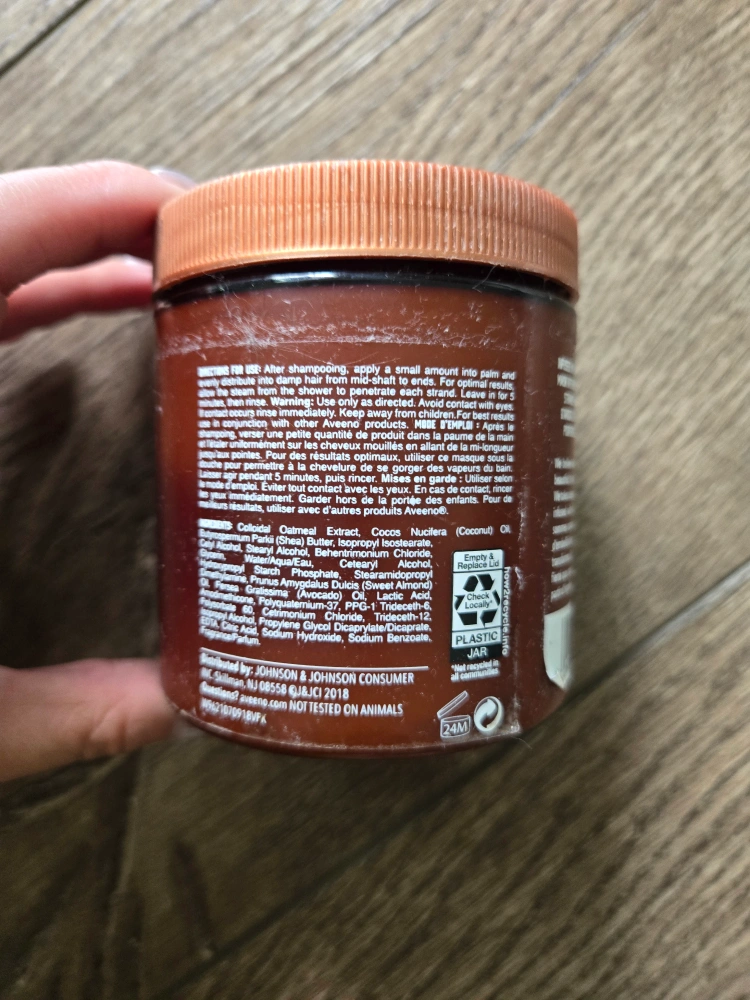 DIRECTIONS FOR USE: After shampooing, apply a small amount into palm and
evenly distribute into damp hair from mid-shaft to ends. For optimal results,
allow the steam from the shower to penetrate each strand. Leave in for 5
minutes, then rinse. Warning: Use only as directed. Avoid contact with eyes.
If contact occurs rinse immediately. Keep away from children.For best results
use in conjunction with other Aveeno products. MODE D'EMPLOI : Après le
shampoing, verser une petite quantité de produit dans la paume de la main
et l'étaler uniformément sur les cheveux mouillés en allant de la mi-longueur
jusqu'aux pointes. Pour des résultats optimaux, utiliser ce masque sous la
douche pour permettre à la chevelure de se gorger des vapeurs du bain.
Laisser agir pendant 5 minutes, puis rincer. Mises en garde : Utiliser selon
le mode d'emploi. Éviter tout contact avec les yeux. En cas de contact, rincer
les yeux immédiatement. Garder hors de la portée des enfants. Pour de
meilleurs résultats, utiliser avec d'autres produits Aveeno®.
INGREDIENTS: Colloidal Oatmeal Extract, Cocos Nucifera (Coconut) Oil,
Butyrospermum Parkii (Shea) Butter, Isopropyl Isostearate,
Cetyl Alcohol, Stearyl Alcohol, Behentrimonium Chloride,
Glycerin, Water/Aqua/Eau, Cetearyl Alcohol,
Hydroxypropyl Starch Phosphate, Stearamidopropyl
Dimethylamine, Prunus Amygdalus Dulcis (Sweet Almond)
Oil, Persea Gratissima (Avocado) Oil, Lactic Acid,
Polyquaternium-37, PPG-1 Trideceth-6,
Polysorbate 60, Cetrimonium Chloride, Trideceth-12,
Alcohol, Propylene Glycol Dicaprylate/Dicaprate,
EDTA, Citric Acid, Sodium Hydroxide, Sodium Benzoate,
Fragrance/Parfum.
Empty &
Replace Lid
Check
Locally*
PLASTIC
JAR
*Not recycled in
all communities
how2recycle.info
Distributed by: JOHNSON & JOHNSON CONSUMER
INC. Skillman, NJ 08558 ©J&JCI 2018
Questions? aveeno.com NOT TESTED ON ANIMALS
24M